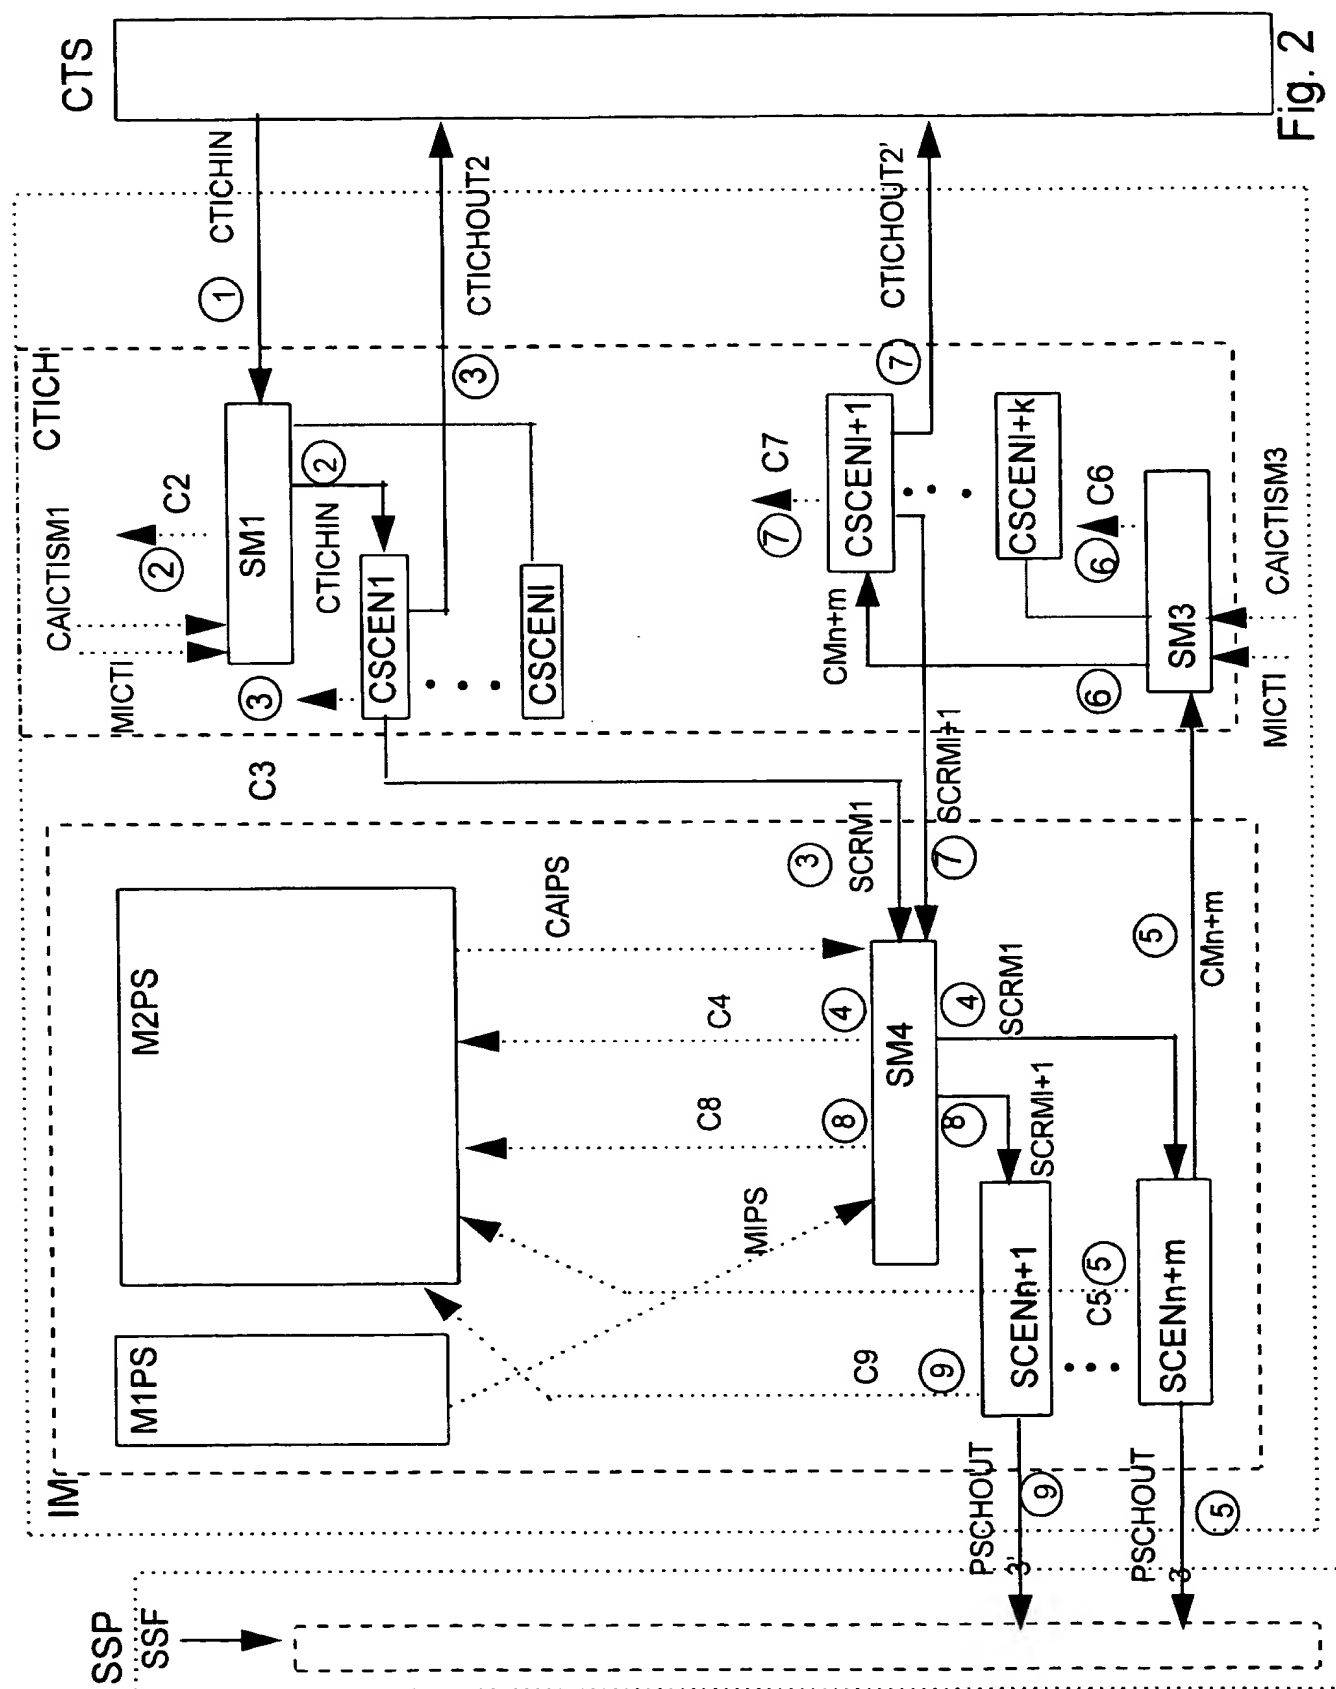 CTS
CTICHIN
1
CTICHOUT2
CTICHOUT2'
Fig. 2
CTICH
3
7
CAICTISM1
MICTI
2
C2
SM1
2
CTICHIN
3
CSCEN1
CSCENI
C7
7
CSCENI+1
CMn+m
CSCENI+k
C6
6
SM3
6
CAICTISM3
MICTI
C3
3
SCRM1
SCRMI+1
7
5
CMn+m
IM
M2PS
CAIPS
C4
4
C8
8
MIPS
SM4
4
SCRM1
8
SCRMI+1
M1PS
C9
9
SCENn+1
C5
5
SCENn+m
PSCHOUT
3'
9
PSCHOUT
3
5
SSP
SSF